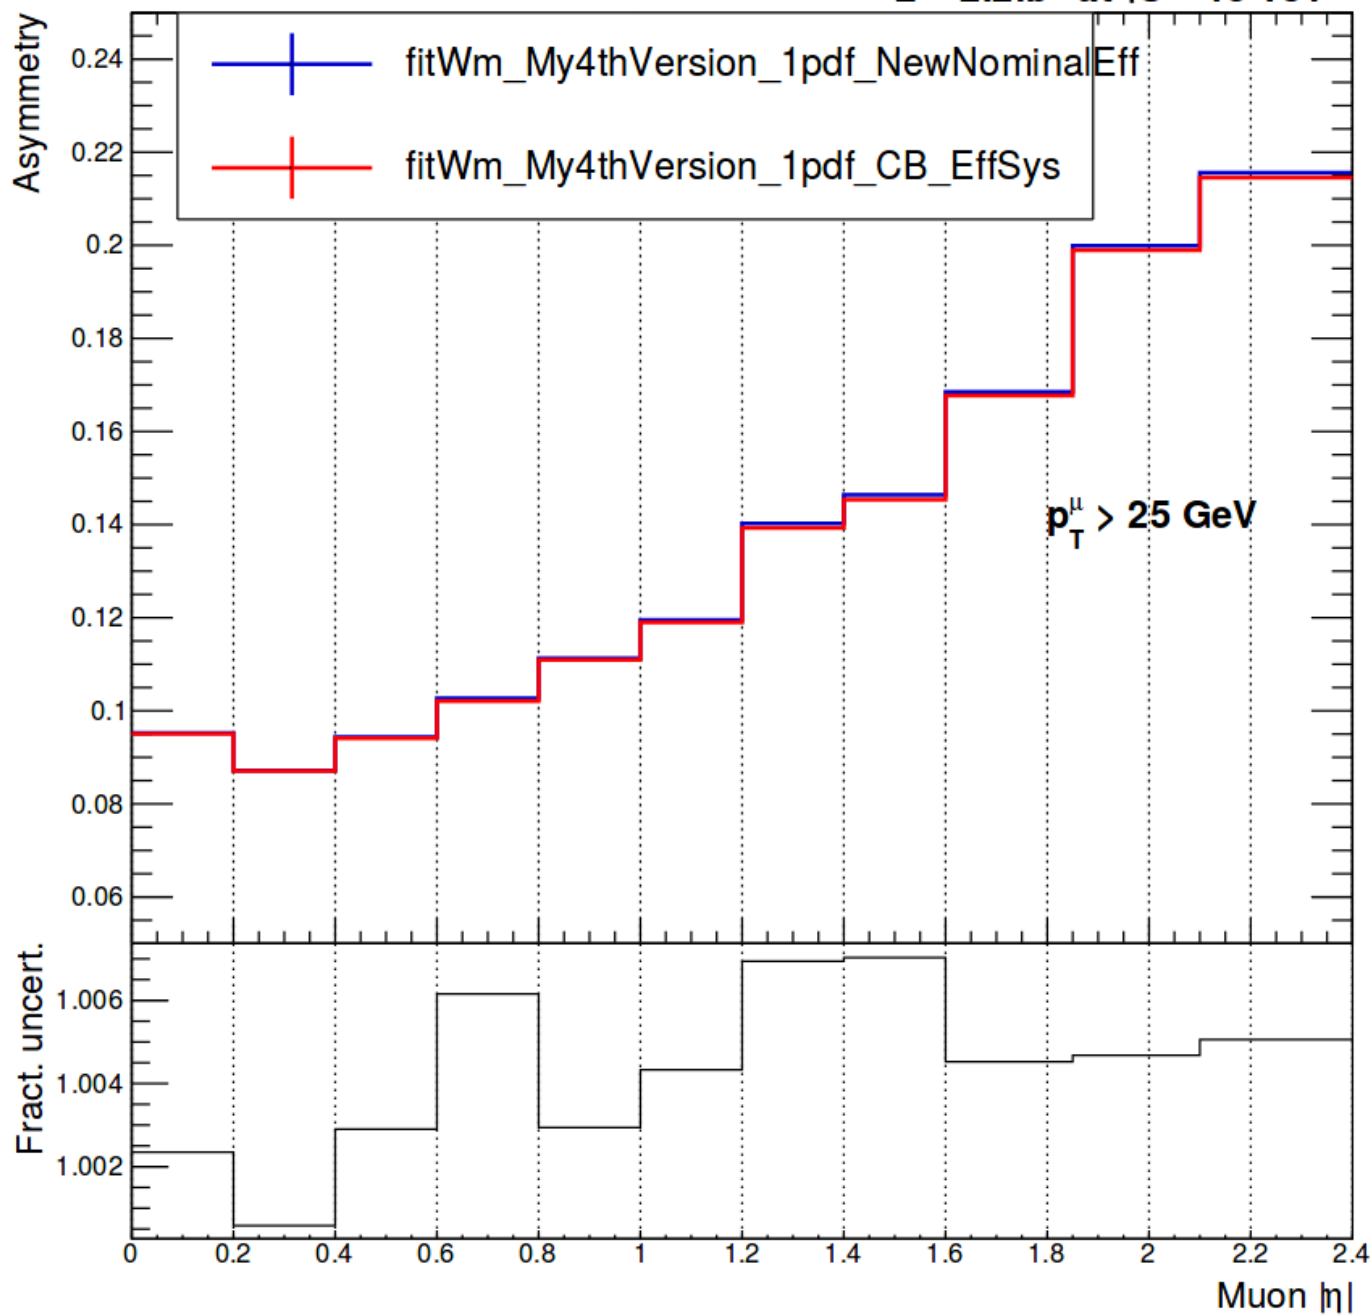 Asymmetry
0.24
0.22
0.2
0.18
0.16
0.14
0.12
0.1
0.08
0.06
fitWm_My4thVersion_1pdf_NewNominalEff
fitWm_My4thVersion_1pdf_CB_EffSys
p_T^μ > 25 GeV
Fract. uncert.
1.006
1.004
1.002
0 0.2 0.4 0.6 0.8 1 1.2 1.4 1.6 1.8 2 2.2 2.4
Muon |η|